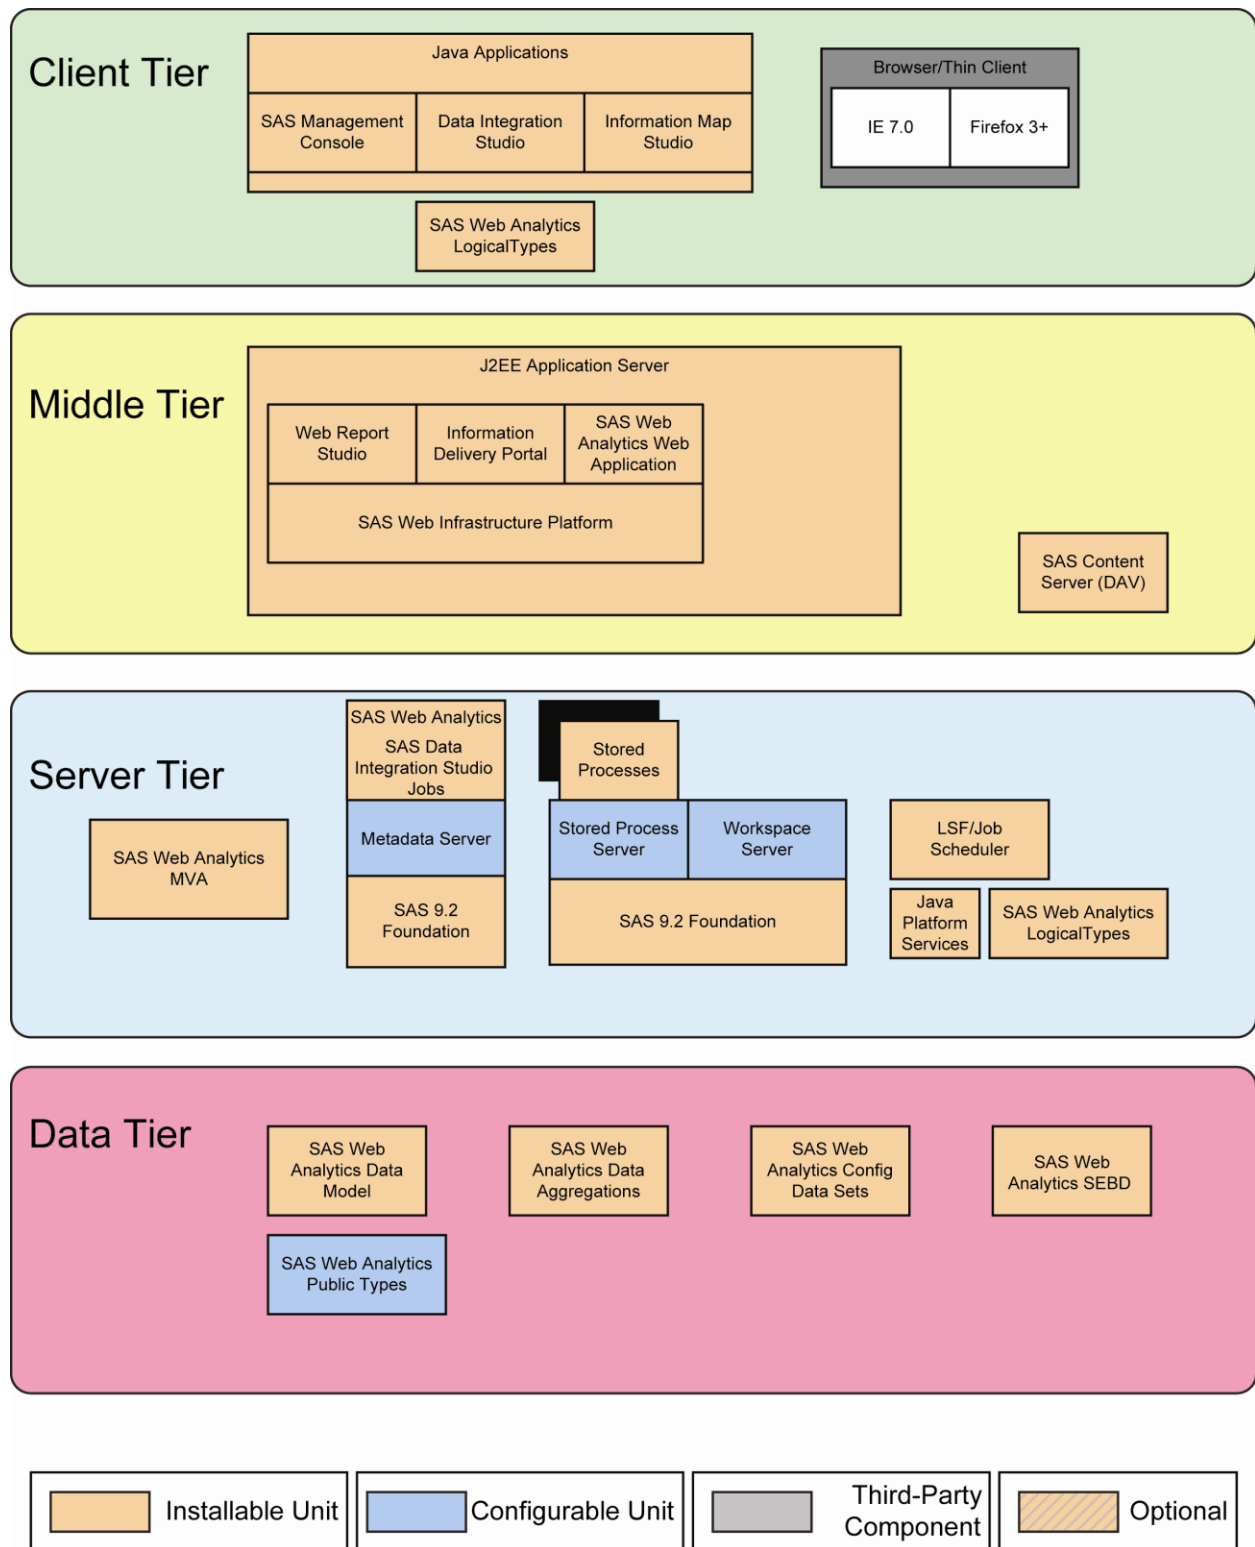 Client Tier
Java Applications
SAS Management
Console
Data Integration
Studio
Information Map
Studio
SAS Web Analytics
LogicalTypes
Browser/Thin Client
IE 7.0
Firefox 3+
Middle Tier
J2EE Application Server
Web Report
Studio
Information
Delivery Portal
SAS Web
Analytics Web
Application
SAS Web Infrastructure Platform
SAS Content
Server (DAV)
Server Tier
SAS Web Analytics
MVA
SAS Web Analytics
SAS Data
Integration Studio
Jobs
Metadata Server
SAS 9.2
Foundation
Stored
Processes
Stored Process
Server
Workspace
Server
SAS 9.2 Foundation
LSF/Job
Scheduler
Java
Platform
Services
SAS Web Analytics
LogicalTypes
Data Tier
SAS Web
Analytics Data
Model
SAS Web
Analytics Data
Aggregations
SAS Web
Analytics Config
Data Sets
SAS Web
Analytics SEBD
SAS Web Analytics
Public Types
Installable Unit
Configurable Unit
Third-Party
Component
Optional